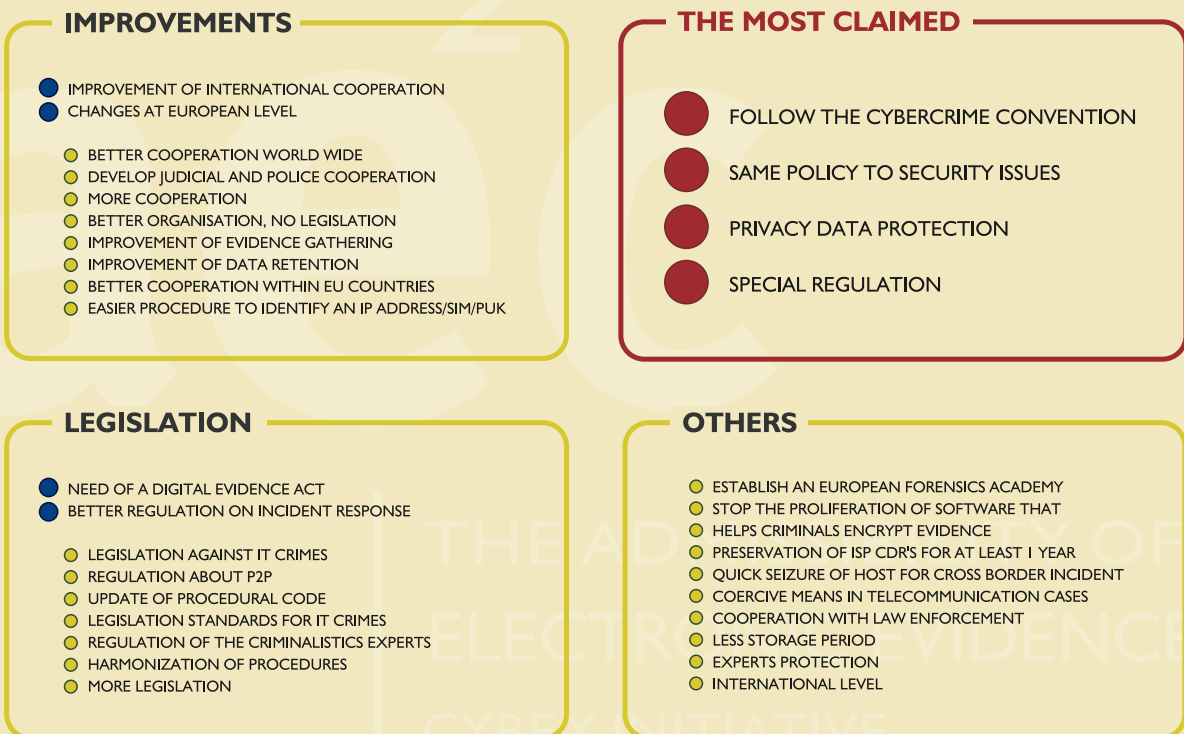 IMPROVEMENTS
IMPROVEMENT OF INTERNATIONAL COOPERATION
CHANGES AT EUROPEAN LEVEL
BETTER COOPERATION WORLD WIDE
DEVELOP JUDICIAL AND POLICE COOPERATION
MORE COOPERATION
BETTER ORGANISATION, NO LEGISLATION
IMPROVEMENT OF EVIDENCE GATHERING
IMPROVEMENT OF DATA RETENTION
BETTER COOPERATION WITHIN EU COUNTRIES
EASIER PROCEDURE TO IDENTIFY AN IP ADDRESS/SIM/PUK
THE MOST CLAIMED
FOLLOW THE CYBERCRIME CONVENTION
SAME POLICY TO SECURITY ISSUES
PRIVACY DATA PROTECTION
SPECIAL REGULATION
LEGISLATION
NEED OF A DIGITAL EVIDENCE ACT
BETTER REGULATION ON INCIDENT RESPONSE
LEGISLATION AGAINST IT CRIMES
REGULATION ABOUT P2P
UPDATE OF PROCEDURAL CODE
LEGISLATION STANDARDS FOR IT CRIMES
REGULATION OF THE CRIMINALISTICS EXPERTS
HARMONIZATION OF PROCEDURES
MORE LEGISLATION
OTHERS
ESTABLISH AN EUROPEAN FORENSICS ACADEMY
STOP THE PROLIFERATION OF SOFTWARE THAT
HELPS CRIMINALS ENCRYPT EVIDENCE
PRESERVATION OF ISP CDR'S FOR AT LEAST 1 YEAR
QUICK SEIZURE OF HOST FOR CROSS BORDER INCIDENT
COERCIVE MEANS IN TELECOMMUNICATION CASES
COOPERATION WITH LAW ENFORCEMENT
LESS STORAGE PERIOD
EXPERTS PROTECTION
INTERNATIONAL LEVEL
aec
2
THE OF
EVIDENCE
CYBEX INITIATIVE